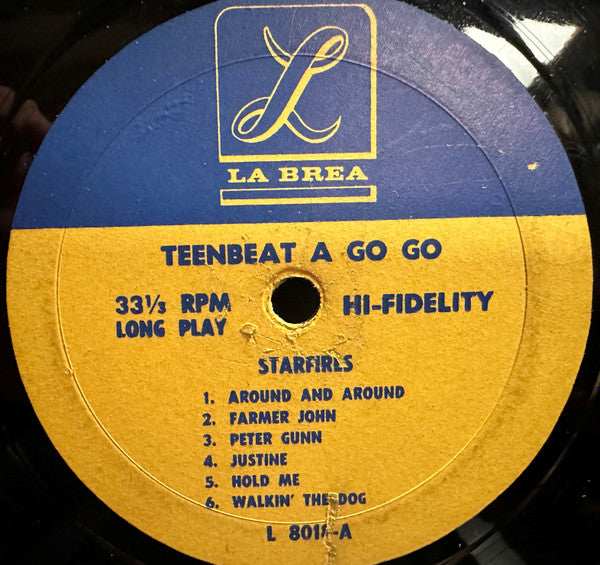 L
LA BREA
TEENBEAT A GO GO
33⅓ RPM HI-FIDELITY
LONG PLAY
STARFIRES
1. AROUND AND AROUND
2. FARMER JOHN
3. PETER GUNN
4. JUSTINE
5. HOLD ME
6. WALKIN' THE DOG
L 8018-A